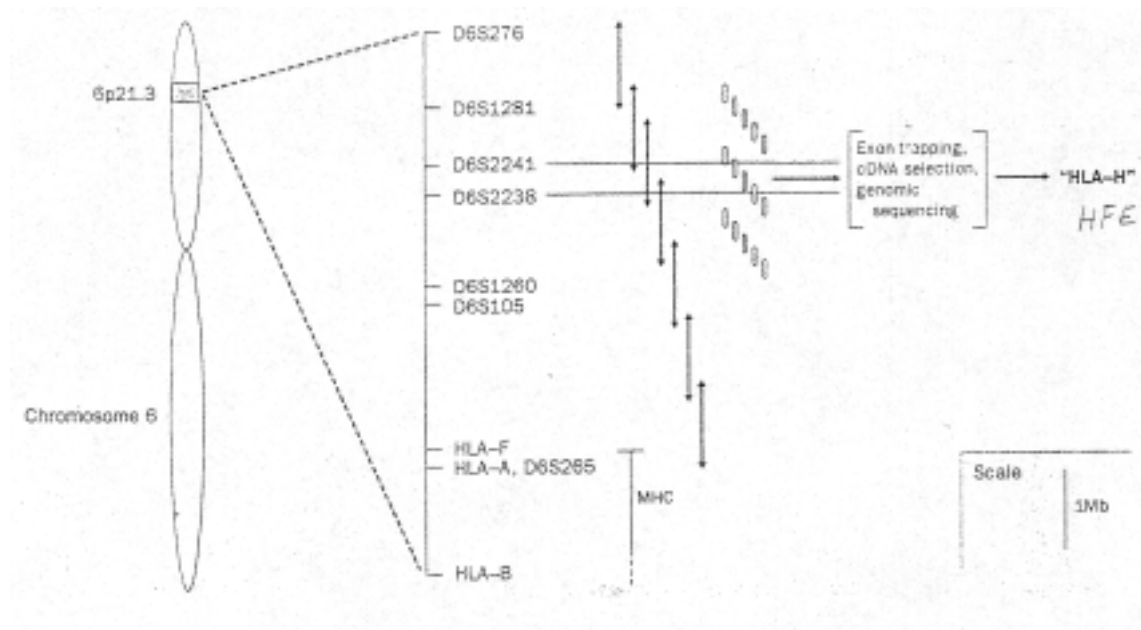 D6S276
6p21.3
D6S1281
D6S2241
D6S2238
D6S1260
D6S105
Chromosome 6
HLA–F
HLA–A, D6S265
HLA–B
MHC
Exon trapping,
cDNA selection,
genomic
sequencing
"HLA–H"
HFE
Scale
1Mb